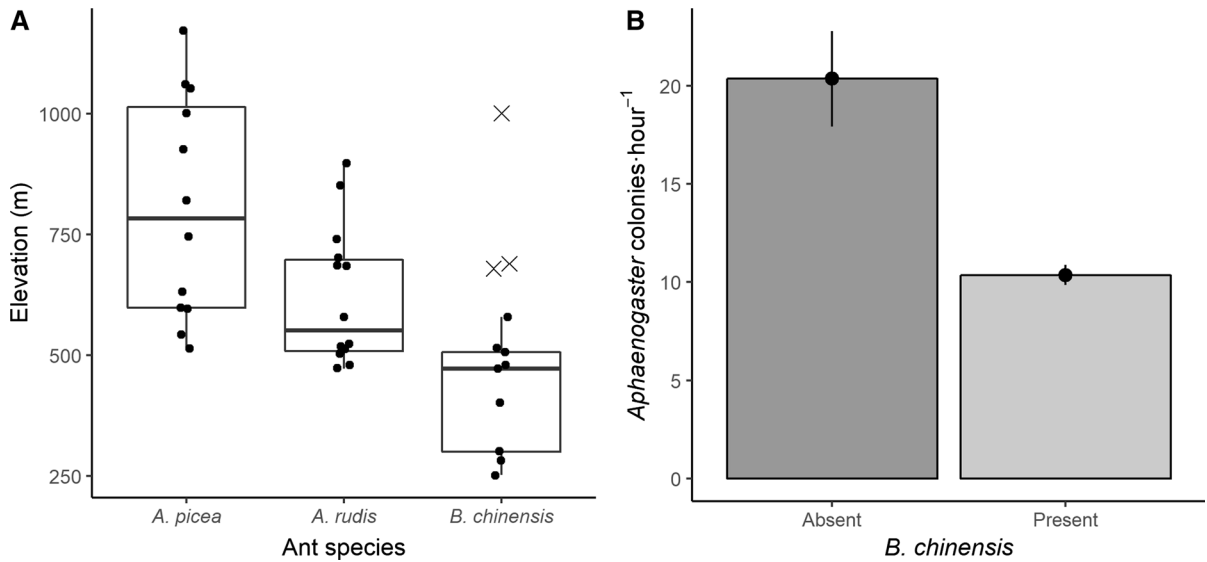 A
Elevation (m)
1000
750
500
250
A. picea
A. rudis
B. chinensis
Ant species
B
Aphaenogaster colonies·hour⁻¹
20
15
10
5
0
Absent
Present
B. chinensis